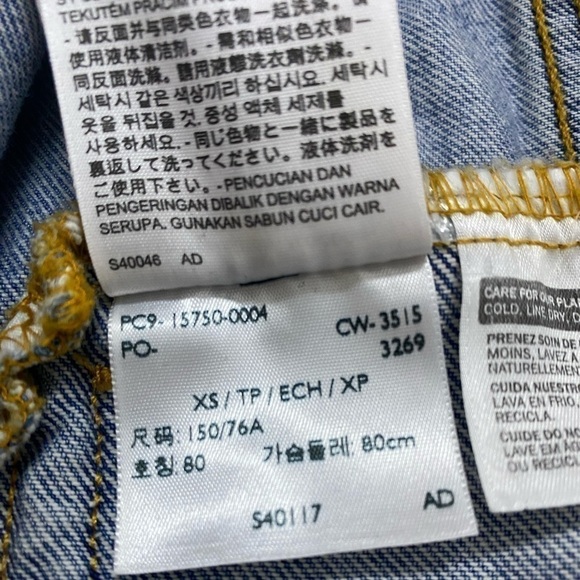 TEKUTÉM PRACÍM
- 请反面并与同类色衣物一起洗涤。
使用液体清洁剂。- 需和相似色衣物一
同反面洗滌。請用液態洗衣劑洗滌。-
세탁시 같은 색상끼리 하십시요. 세탁시
옷을 뒤집을 것. 중성 액체 세제를
사용하세요. - 同じ色物と一緒に製品を
裏返して洗ってください。液体洗剤を
ご使用下さい。- PENCUCIAN DAN
PENGERINGAN DIBALIK DENGAN WARNA
SERUPA. GUNAKAN SABUN CUCI CAIR.
S40046 AD
PC9- 15750-0004 CW-3515
PO- 3269
XS / TP / ECH / XP
尺码: 150/76A
호칭: 80 가슴둘레: 80cm
S40117 AD
CARE FOR OUR PLA
COLD, LINE DRY,
PRENEZ SOIN DE
MOINS, LAVEZ A
NATURELLEMEN
CUIDA NUESTR
LAVA EN FRIO,
RECICLA.
CUIDE DO NO
LAVE EM ÁG
OU RECICL